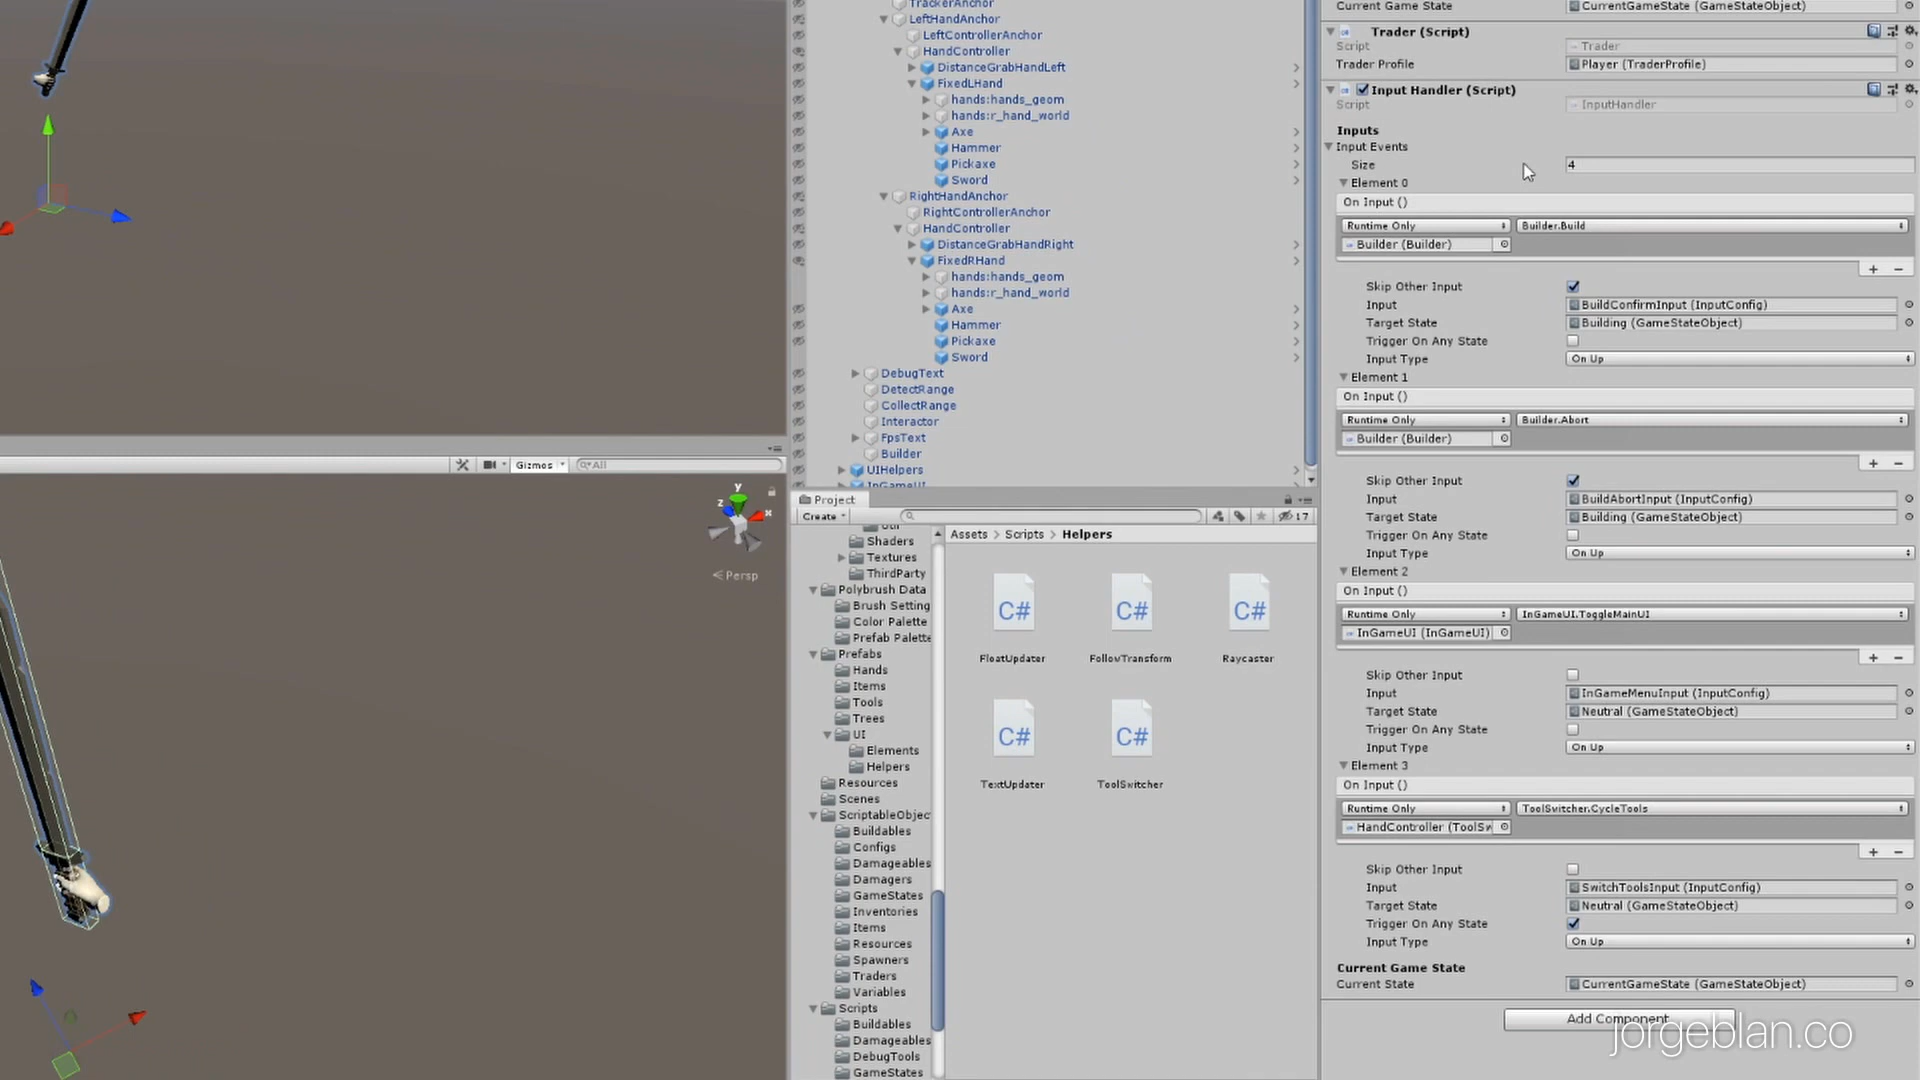 TrackerAnchor
LeftHandAnchor
LeftControllerAnchor
HandController
DistanceGrabHandLeft
FixedLHand
hands:hands_geom
hands:r_hand_world
Axe
Hammer
Pickaxe
Sword
RightHandAnchor
RightControllerAnchor
HandController
DistanceGrabHandRight
FixedRHand
hands:hands_geom
hands:r_hand_world
Axe
Hammer
Pickaxe
Sword
DebugText
DetectRange
CollectRange
Interactor
FpsText
Builder
UIHelpers
InGameUI
Gizmos
All
y
z
x
Persp
Project
Create
17
Util
Shaders
Textures
ThirdParty
Polybrush Data
Brush Setting
Color Palette
Prefab Palette
Prefabs
Hands
Items
Tools
Trees
UI
Elements
Helpers
Resources
Scenes
ScriptableObjec
Buildables
Configs
Damageables
Damagers
GameStates
Inventories
Items
Resources
Spawners
Traders
Variables
Scripts
Buildables
Damageables
DebugTools
GameStates
Assets > Scripts > Helpers
C# C# C#
FloatUpdater FollowTransform Raycaster
C# C#
TextUpdater ToolSwitcher
Current Game State CurrentGameState (GameStateObject)
Trader (Script)
Script Trader
Trader Profile Player (TraderProfile)
Input Handler (Script)
Script InputHandler
Inputs
Input Events
Size 4
Element 0
On Input ()
Runtime Only Builder.Build
Builder (Builder)
+ −
Skip Other Input
Input BuildConfirmInput (InputConfig)
Target State Building (GameStateObject)
Trigger On Any State
Input Type On Up
Element 1
On Input ()
Runtime Only Builder.Abort
Builder (Builder)
+ −
Skip Other Input
Input BuildAbortInput (InputConfig)
Target State Building (GameStateObject)
Trigger On Any State
Input Type On Up
Element 2
On Input ()
Runtime Only InGameUI.ToggleMainUI
InGameUI (InGameUI)
+ −
Skip Other Input
Input InGameMenuInput (InputConfig)
Target State Neutral (GameStateObject)
Trigger On Any State
Input Type On Up
Element 3
On Input ()
Runtime Only ToolSwitcher.CycleTools
HandController (ToolSw
+ −
Skip Other Input
Input SwitchToolsInput (InputConfig)
Target State Neutral (GameStateObject)
Trigger On Any State
Input Type On Up
Current Game State
Current State CurrentGameState (GameStateObject)
Add Component
jorgeblan.co